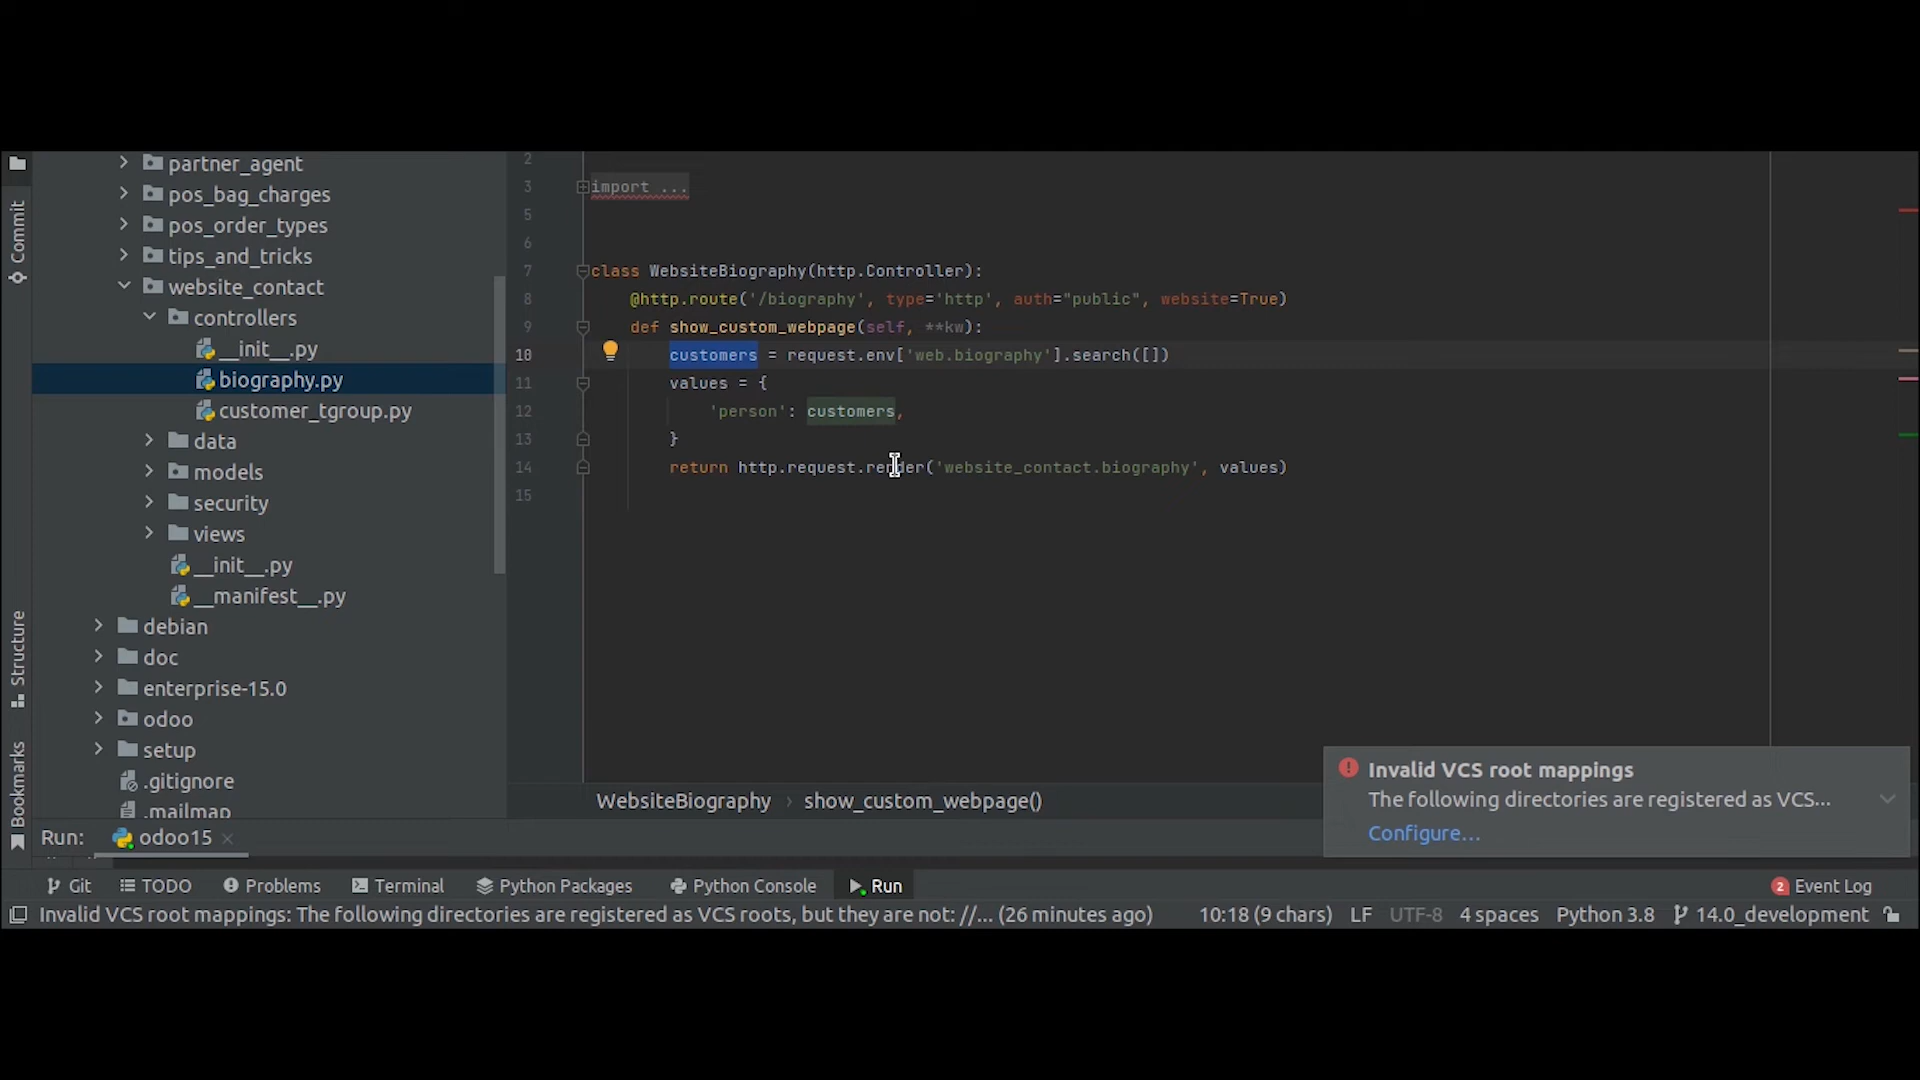 Commit
Structure
Bookmarks
partner_agent
pos_bag_charges
pos_order_types
tips_and_tricks
website_contact
controllers
__init__.py
biography.py
customer_tgroup.py
data
models
security
views
__init__.py
__manifest__.py
debian
doc
enterprise-15.0
odoo
setup
.gitignore
.mailmap
2
3 import ...
5
6
7 class WebsiteBiography(http.Controller):
8 @http.route('/biography', type='http', auth="public", website=True)
9 def show_custom_webpage(self, **kw):
10 customers = request.env['web.biography'].search([])
11 values = {
12 'person': customers,
13 }
14 return http.request.render('website_contact.biography', values)
15
WebsiteBiography › show_custom_webpage()
Invalid VCS root mappings
The following directories are registered as VCS...
Configure...
Run: odoo15
Git TODO Problems Terminal Python Packages Python Console Run 2 Event Log
Invalid VCS root mappings: The following directories are registered as VCS roots, but they are not: //... (26 minutes ago) 10:18 (9 chars) LF UTF-8 4 spaces Python 3.8 14.0_development